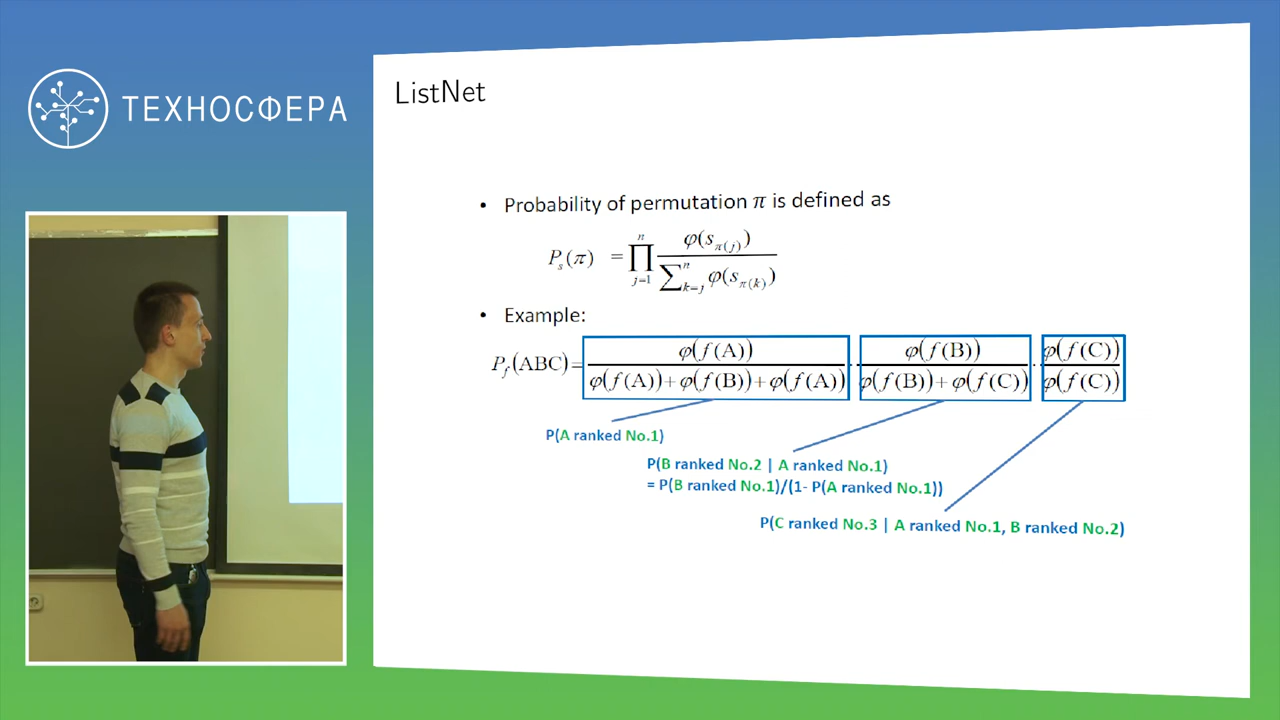 ТЕХНОСФЕРА
ListNet
• Probability of permutation π is defined as
P_s(π) = ∏_{j=1}^{n} φ(s_{π(j)}) / ∑_{k=j}^{n} φ(s_{π(k)})
• Example:
P_f(ABC) = φ(f(A)) / (φ(f(A))+φ(f(B))+φ(f(A))) · φ(f(B)) / (φ(f(B))+φ(f(C))) · φ(f(C)) / φ(f(C))
P(A ranked No.1)
P(B ranked No.2 | A ranked No.1)
= P(B ranked No.1)/(1- P(A ranked No.1))
P(C ranked No.3 | A ranked No.1, B ranked No.2)